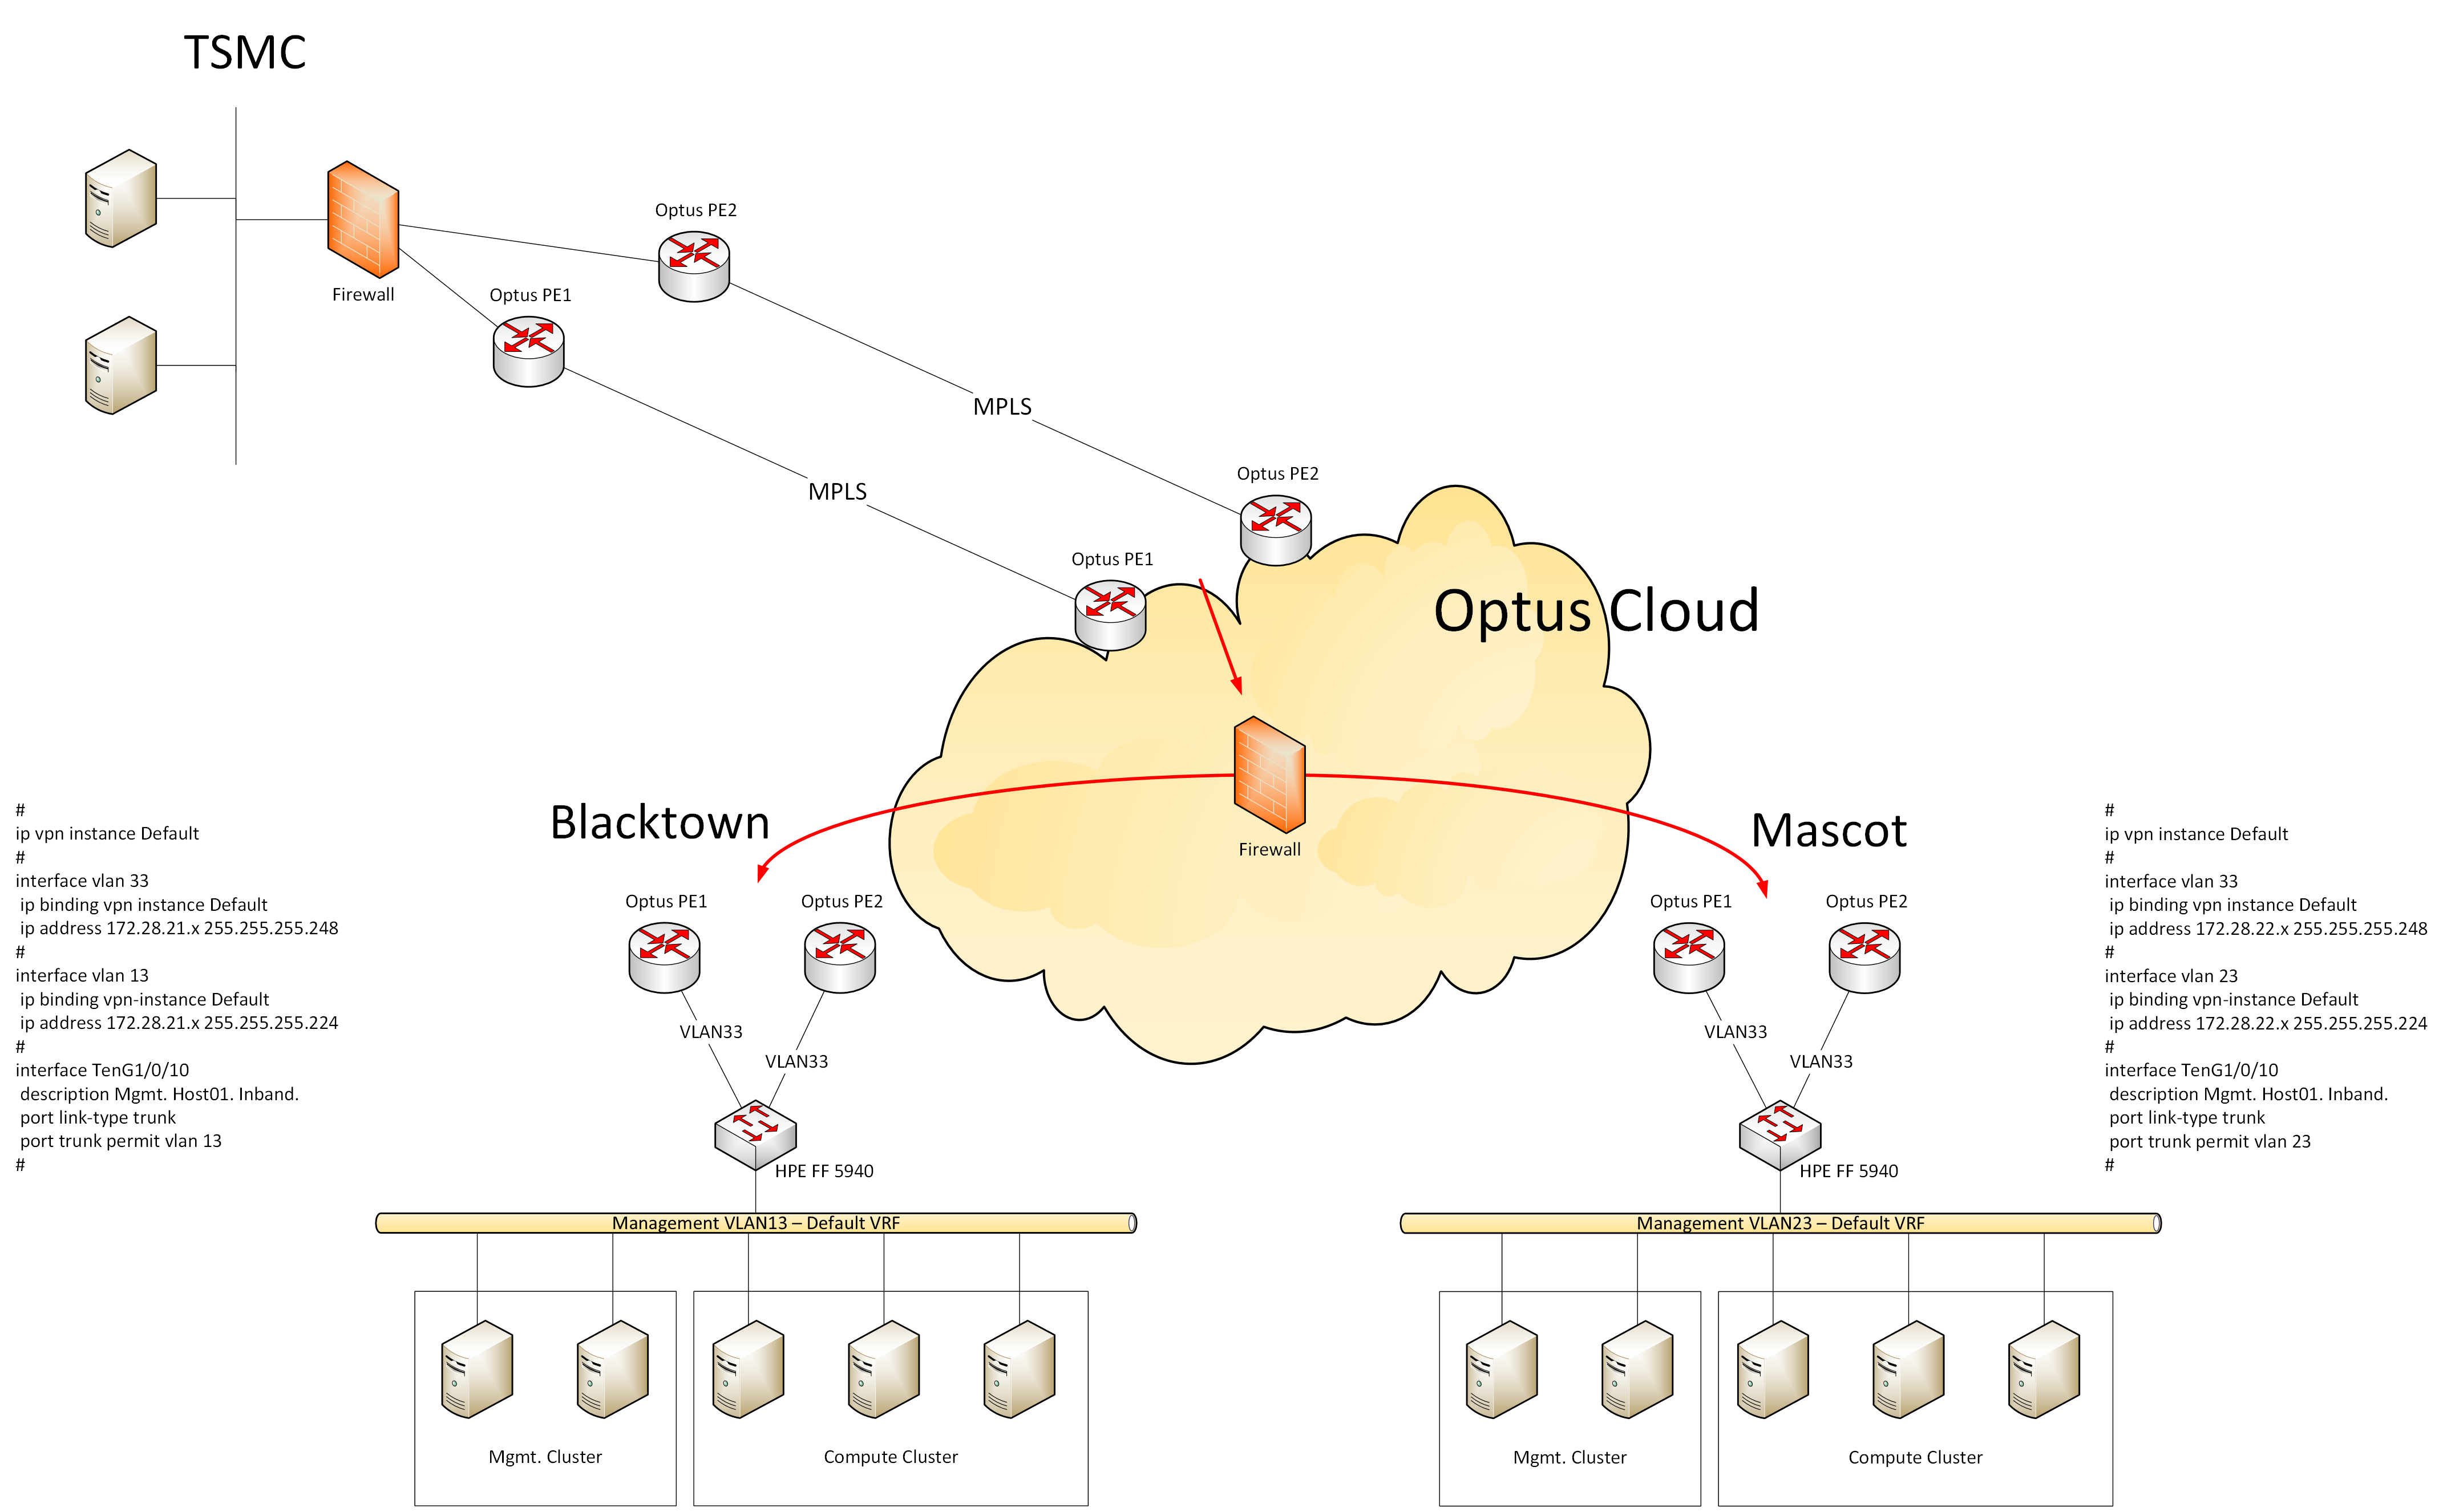 TSMC
Optus PE2
Firewall
Optus PE1
MPLS
MPLS
Optus PE2
Optus PE1
Optus Cloud
Firewall
Blacktown
Mascot
#
ip vpn instance Default
#
interface vlan 33
ip binding vpn instance Default
ip address 172.28.21.x 255.255.255.248
#
interface vlan 13
ip binding vpn-instance Default
ip address 172.28.21.x 255.255.255.224
#
interface TenG1/0/10
description Mgmt. Host01. Inband.
port link-type trunk
port trunk permit vlan 13
#
Optus PE1
Optus PE2
VLAN33
VLAN33
HPE FF 5940
Management VLAN13 – Default VRF
Mgmt. Cluster
Compute Cluster
Optus PE1
Optus PE2
VLAN33
VLAN33
HPE FF 5940
Management VLAN23 – Default VRF
Mgmt. Cluster
Compute Cluster
#
ip vpn instance Default
#
interface vlan 33
ip binding vpn instance Default
ip address 172.28.22.x 255.255.255.248
#
interface vlan 23
ip binding vpn-instance Default
ip address 172.28.22.x 255.255.255.224
#
interface TenG1/0/10
description Mgmt. Host01. Inband.
port link-type trunk
port trunk permit vlan 23
#